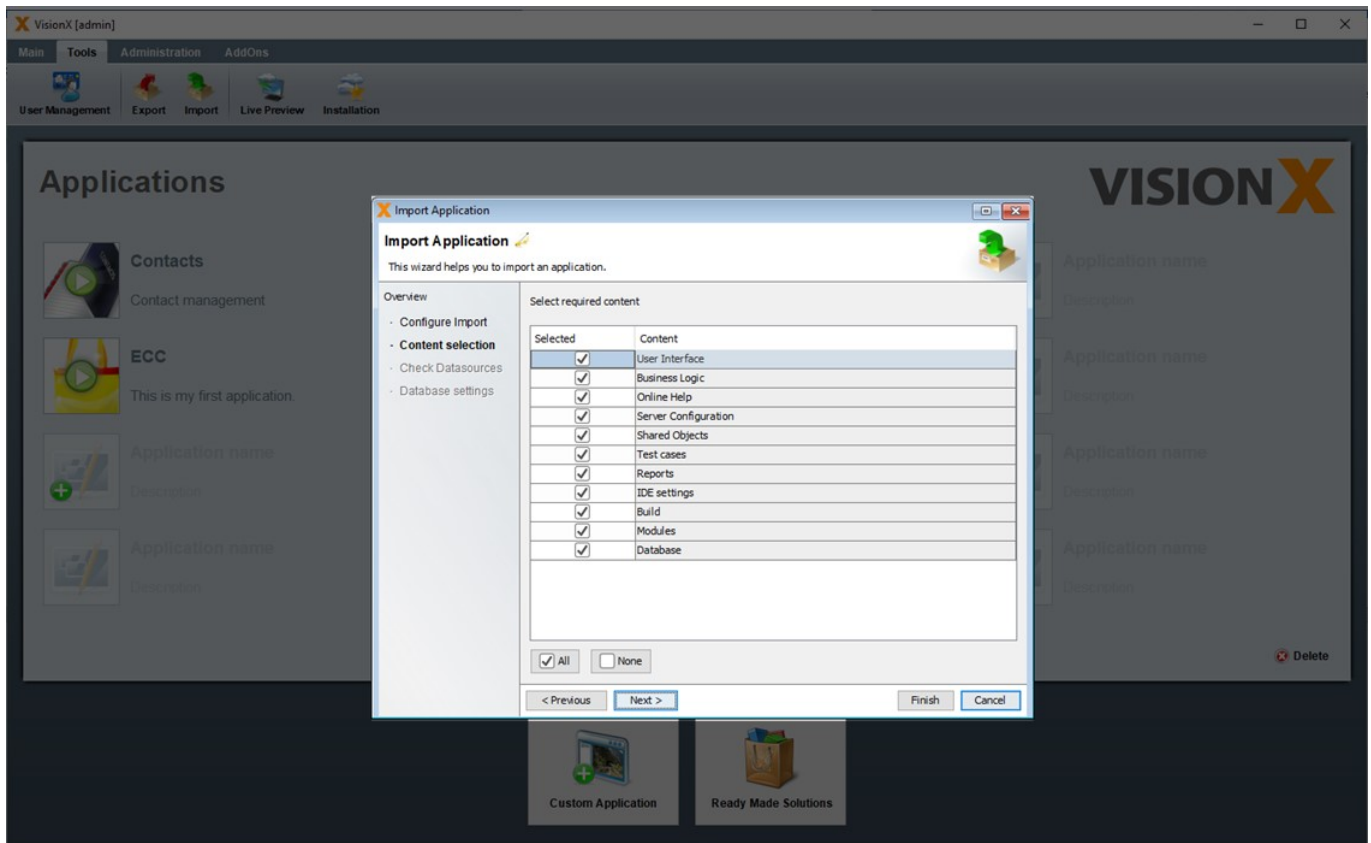 VisionX [admin]
Main Tools Administration AddOns
User Management Export Import Live Preview Installation
Applications
VISIONX
Contacts
Contact management
ECC
This is my first application.
Application name
Description
Application name
Description
Application name
Description
Application name
Description
Application name
Description
Application name
Description
Import Application
Import Application
This wizard helps you to import an application.
Overview
· Configure Import
· Content selection
· Check Datasources
· Database settings
Select required content
Selected Content
User Interface
Business Logic
Online Help
Server Configuration
Shared Objects
Test cases
Reports
IDE settings
Build
Modules
Database
All None
< Previous Next > Finish Cancel
Delete
Custom Application Ready Made Solutions